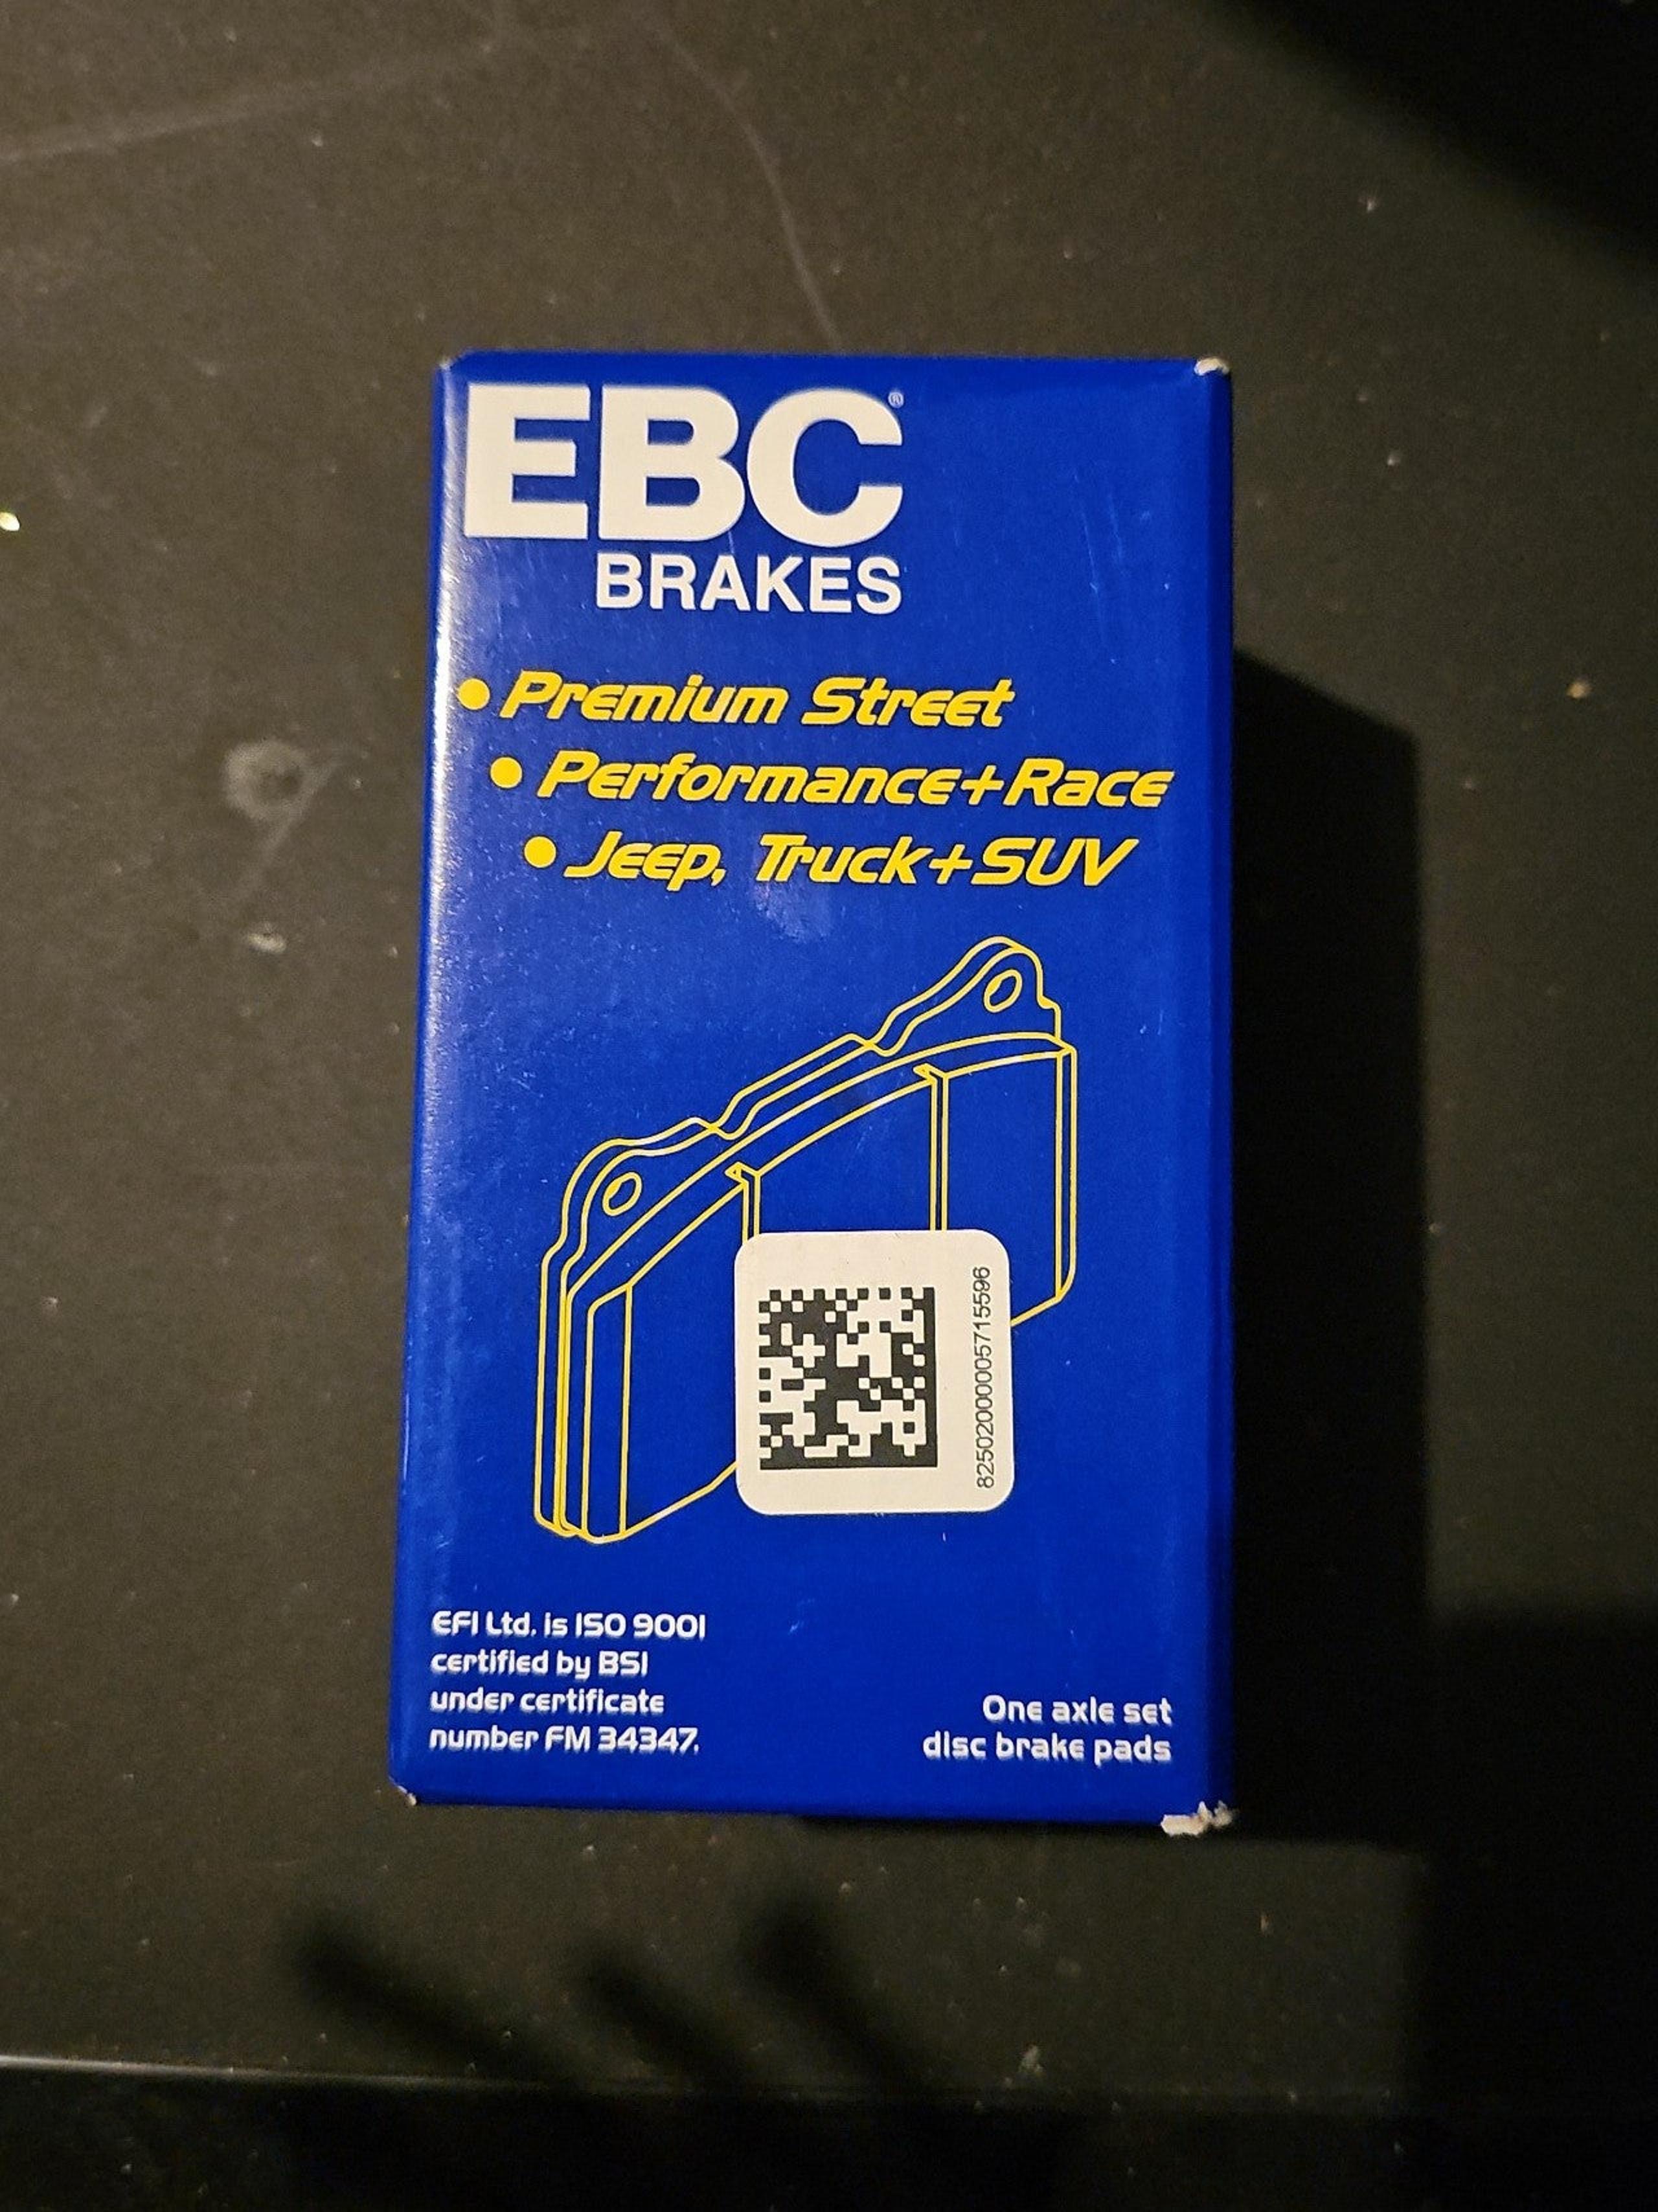 EBC®
BRAKES
• Premium Street
• Performance+Race
• Jeep, Truck+SUV
82502000005715596
EFI Ltd. is ISO 9001
certified by BSI
under certificate
number FM 34347.
One axle set
disc brake pads